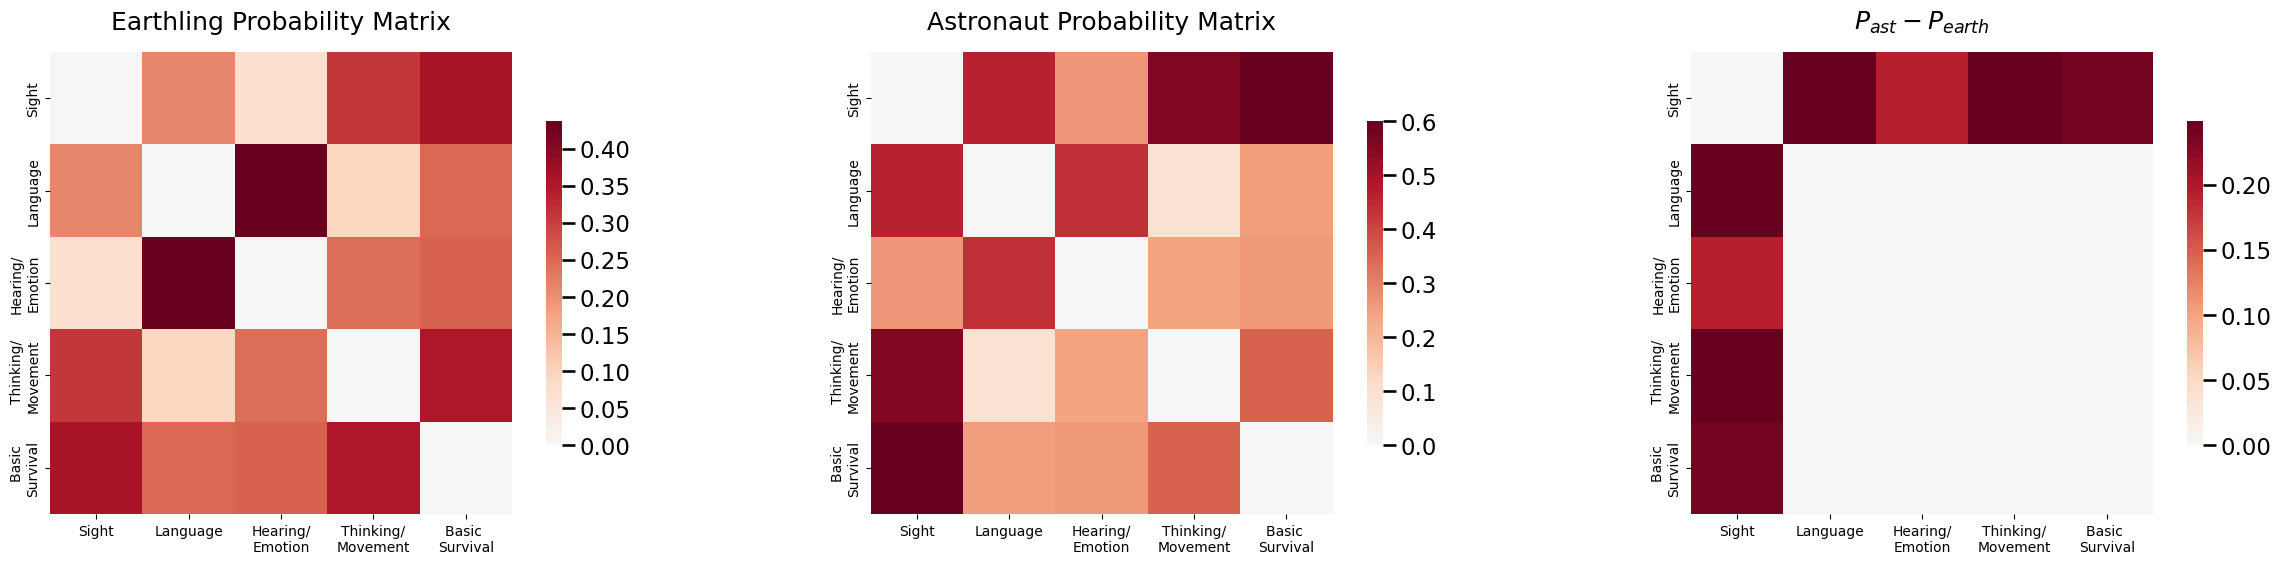 Earthling Probability Matrix
Sight
Language
Hearing/
Emotion
Thinking/
Movement
Basic
Survival
Sight
Language
Hearing/
Emotion
Thinking/
Movement
Basic
Survival
0.40
0.35
0.30
0.25
0.20
0.15
0.10
0.05
0.00
Astronaut Probability Matrix
Sight
Language
Hearing/
Emotion
Thinking/
Movement
Basic
Survival
Sight
Language
Hearing/
Emotion
Thinking/
Movement
Basic
Survival
0.6
0.5
0.4
0.3
0.2
0.1
0.0
P_{ast} − P_{earth}
Sight
Language
Hearing/
Emotion
Thinking/
Movement
Basic
Survival
Sight
Language
Hearing/
Emotion
Thinking/
Movement
Basic
Survival
0.20
0.15
0.10
0.05
0.00